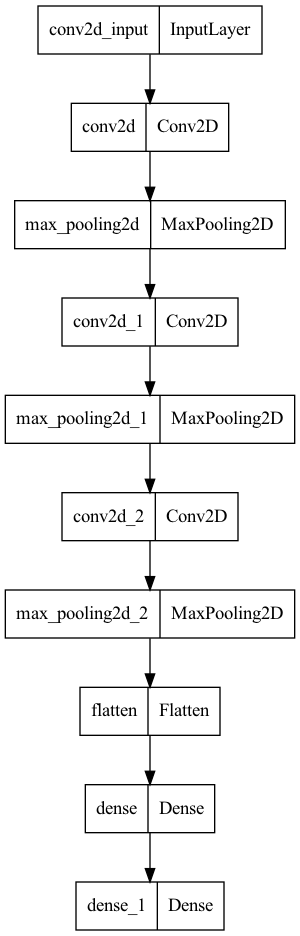 conv2d_input InputLayer
conv2d Conv2D
max_pooling2d MaxPooling2D
conv2d_1 Conv2D
max_pooling2d_1 MaxPooling2D
conv2d_2 Conv2D
max_pooling2d_2 MaxPooling2D
flatten Flatten
dense Dense
dense_1 Dense